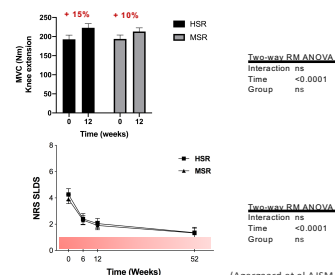 + 15% + 10%
MVC (Nm)
Knee extension
300
250
200
150
100
50
0
0 12 0 12
Time (weeks)
HSR
MSR
Two-way RM ANOVA
Interaction ns
Time <0.0001
Group ns
NRS SLDS
8
6
4
2
0
0 6 12 52
Time (Weeks)
HSR
MSR
Two-way RM ANOVA
Interaction ns
Time <0.0001
Group ns